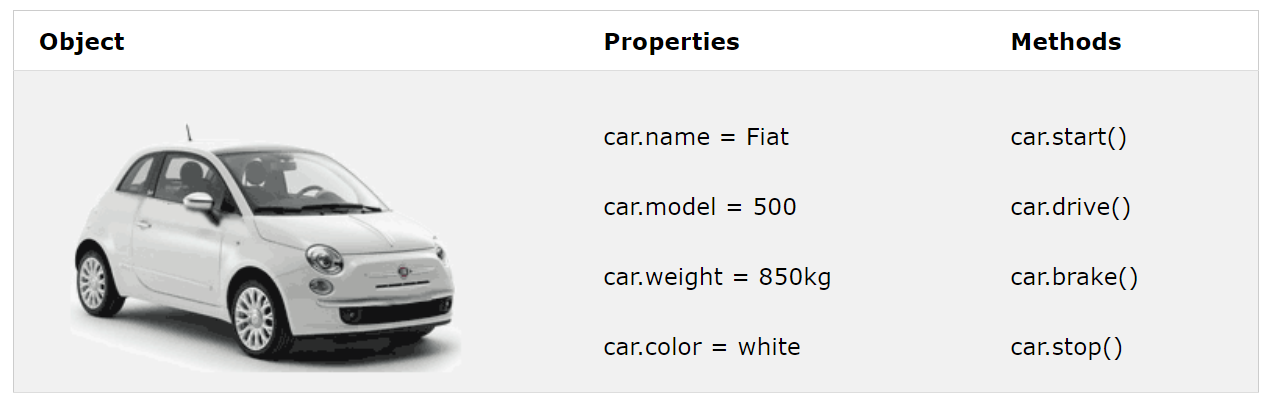 Object Properties Methods
car.name = Fiat car.start()
car.model = 500 car.drive()
car.weight = 850kg car.brake()
car.color = white car.stop()